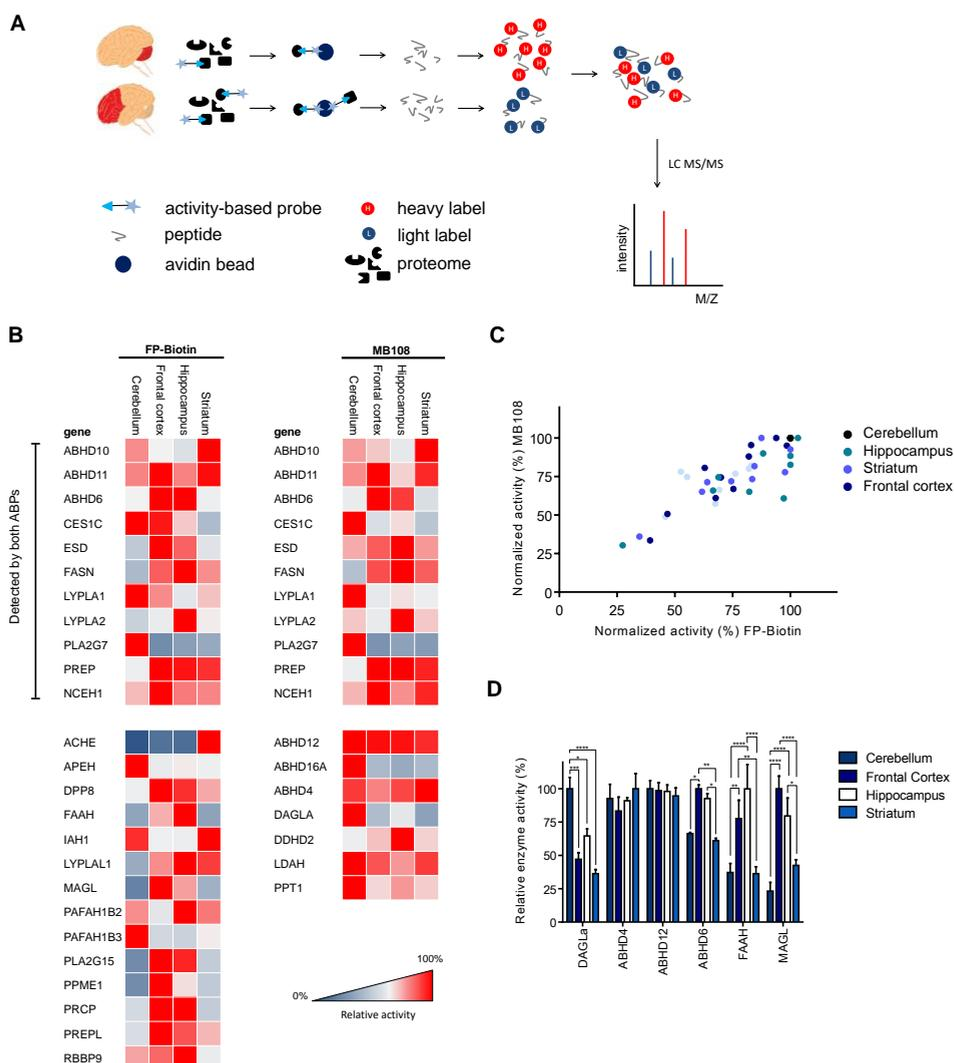 A
H
H
H
H
H
H
L
L
L
L
L
H
H
L
L
H
L
H
H
LC MS/MS
activity-based probe
heavy label
peptide
light label
avidin bead
proteome
intensity
M/Z
B
FP-Biotin
MB108
Cerebellum
Frontal cortex
Hippocampus
Striatum
Cerebellum
Frontal cortex
Hippocampus
Striatum
gene
gene
Detected by both ABPs
ABHD10
ABHD11
ABHD6
CES1C
ESD
FASN
LYPLA1
LYPLA2
PLA2G7
PREP
NCEH1
ABHD10
ABHD11
ABHD6
CES1C
ESD
FASN
LYPLA1
LYPLA2
PLA2G7
PREP
NCEH1
ACHE
APEH
DPP8
FAAH
IAH1
LYPLAL1
MAGL
PAFAH1B2
PAFAH1B3
PLA2G15
PPME1
PRCP
PREPL
RBBP9
ABHD12
ABHD16A
ABHD4
DAGLA
DDHD2
LDAH
PPT1
0%
100%
Relative activity
C
Normalized activity (%) MB108
100
75
50
25
0
0
25
50
75
100
Normalized activity (%) FP-Biotin
Cerebellum
Hippocampus
Striatum
Frontal cortex
D
Relative enzyme activity (%)
100
75
50
25
0
****
*
***
*
**
*
****
****
**
**
****
****
****
*
DAGLa
ABHD4
ABHD12
ABHD6
FAAH
MAGL
Cerebellum
Frontal Cortex
Hippocampus
Striatum